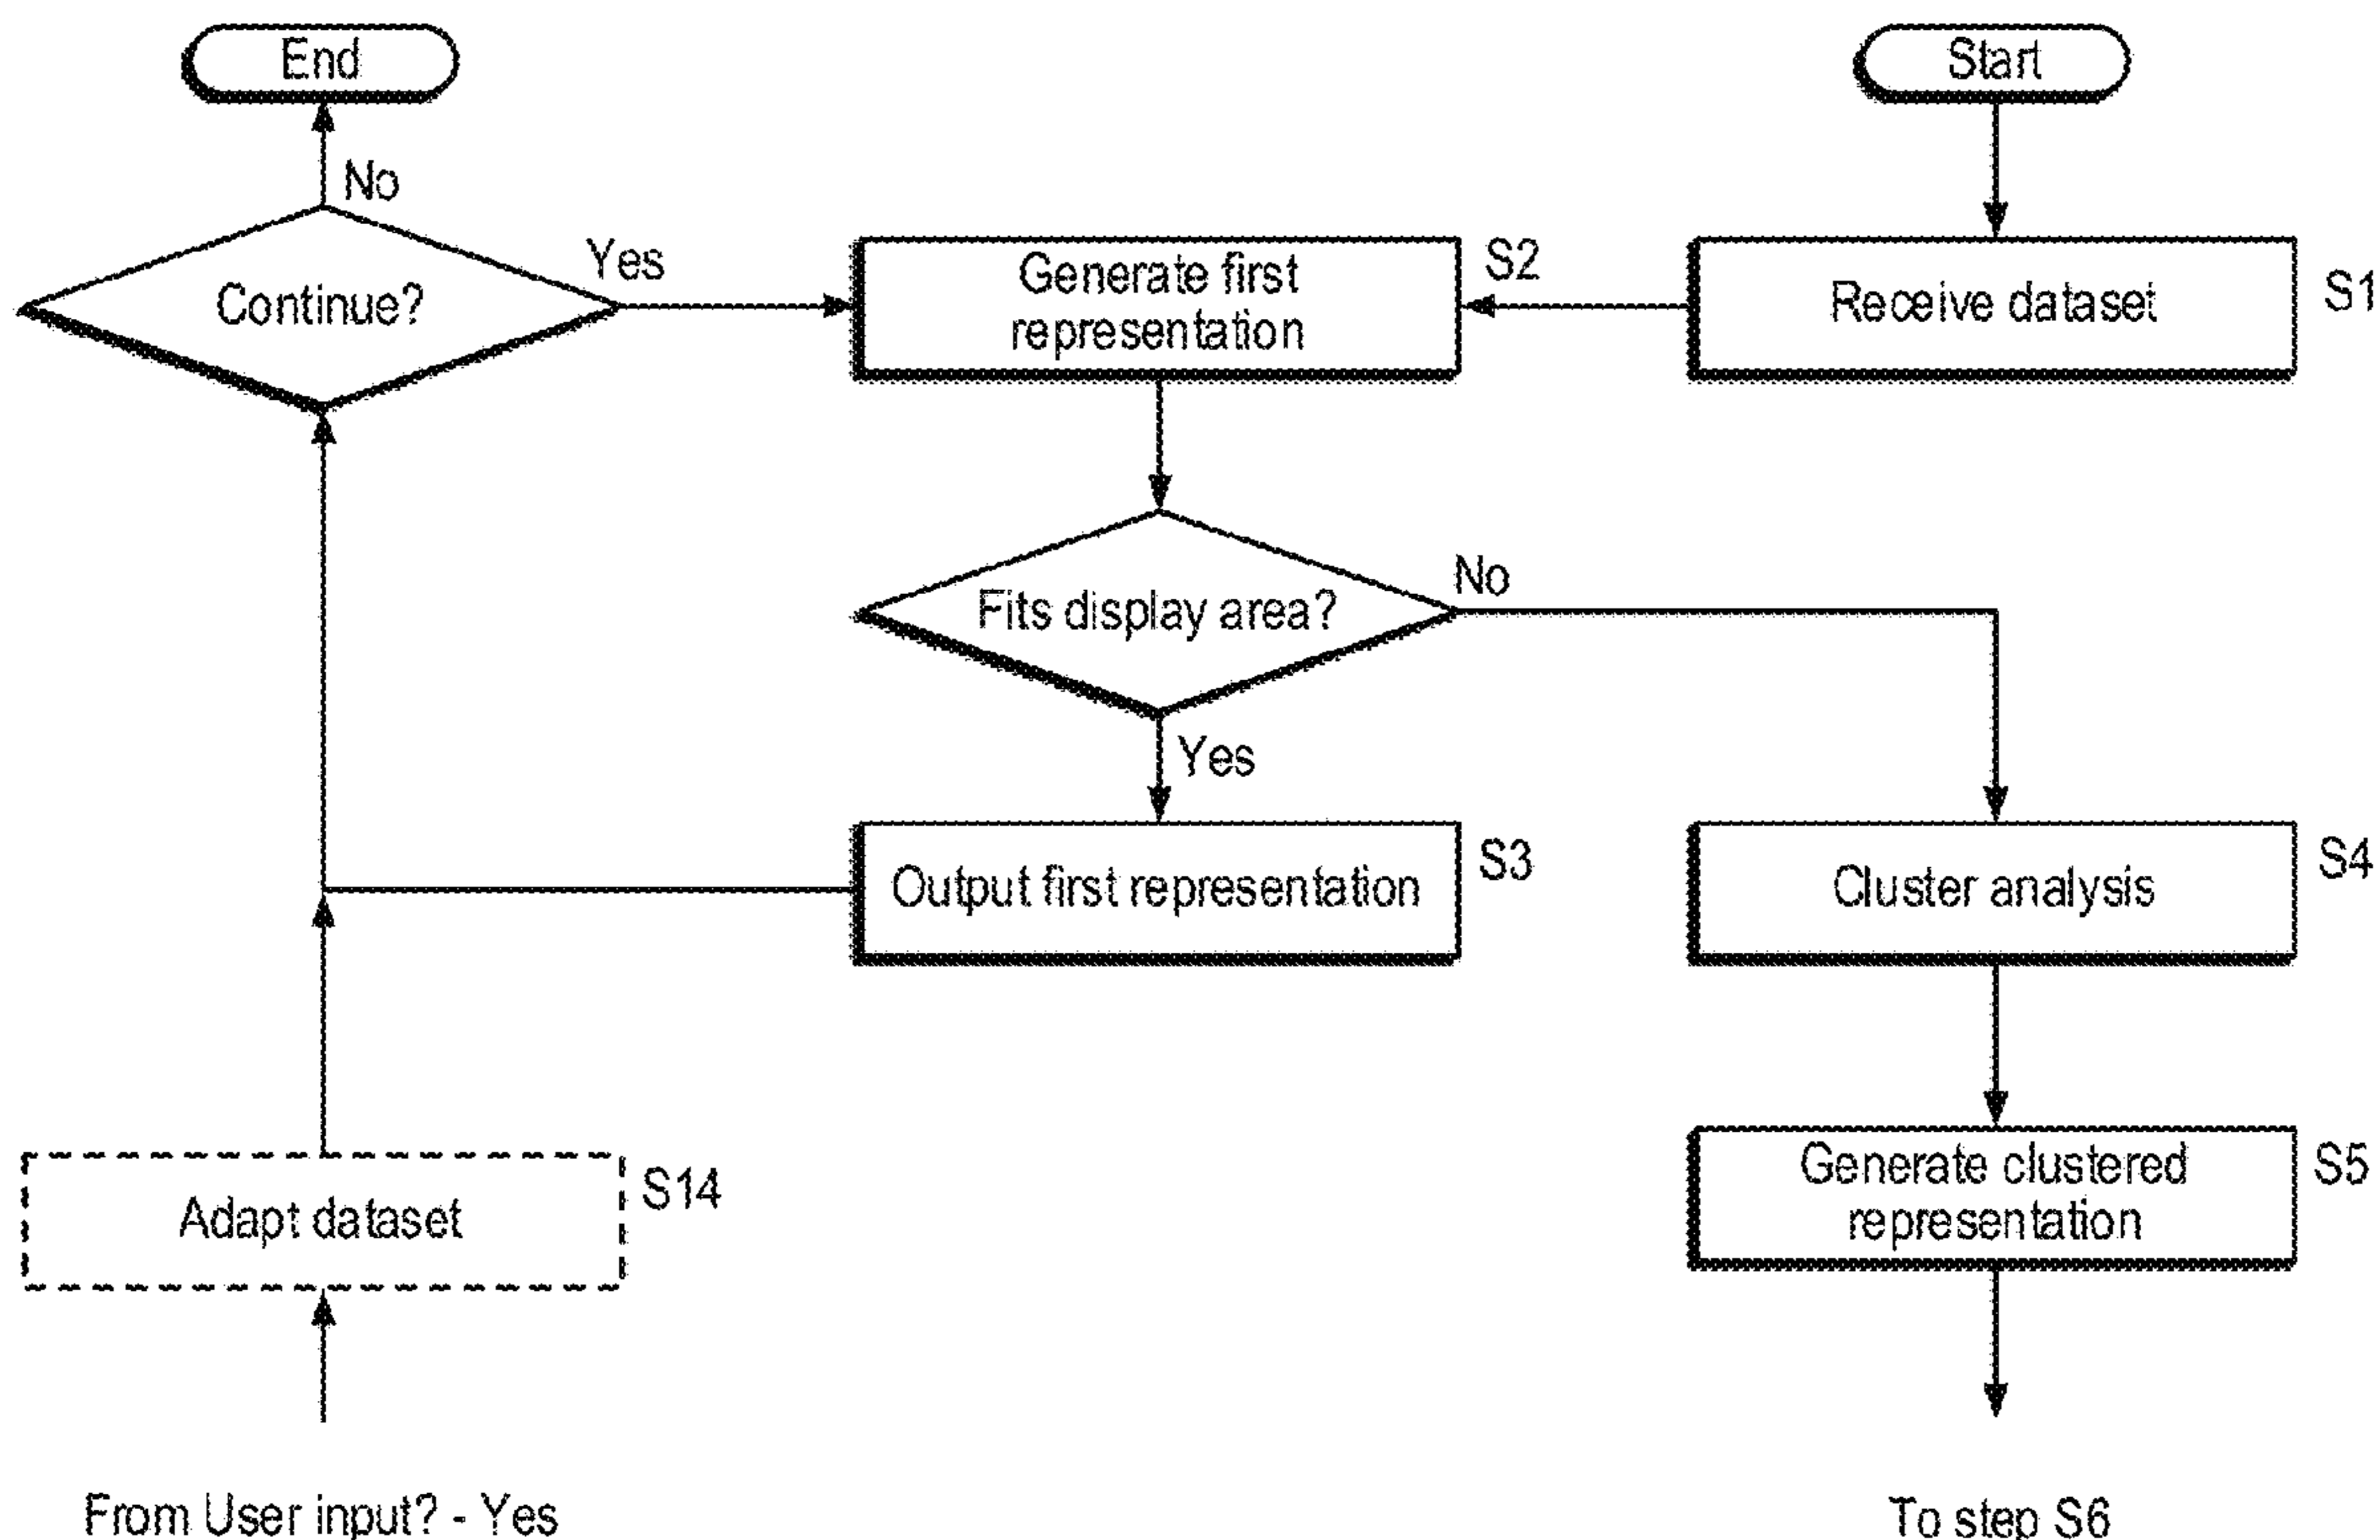 End
Start
No
Yes
Continue?
Generate first
representation
S2
Receive dataset
S1
Fits display area?
No
Yes
Output first representation
S3
Cluster analysis
S4
Adapt dataset
S14
Generate clustered
representation
S5
From User input? - Yes
To step S6